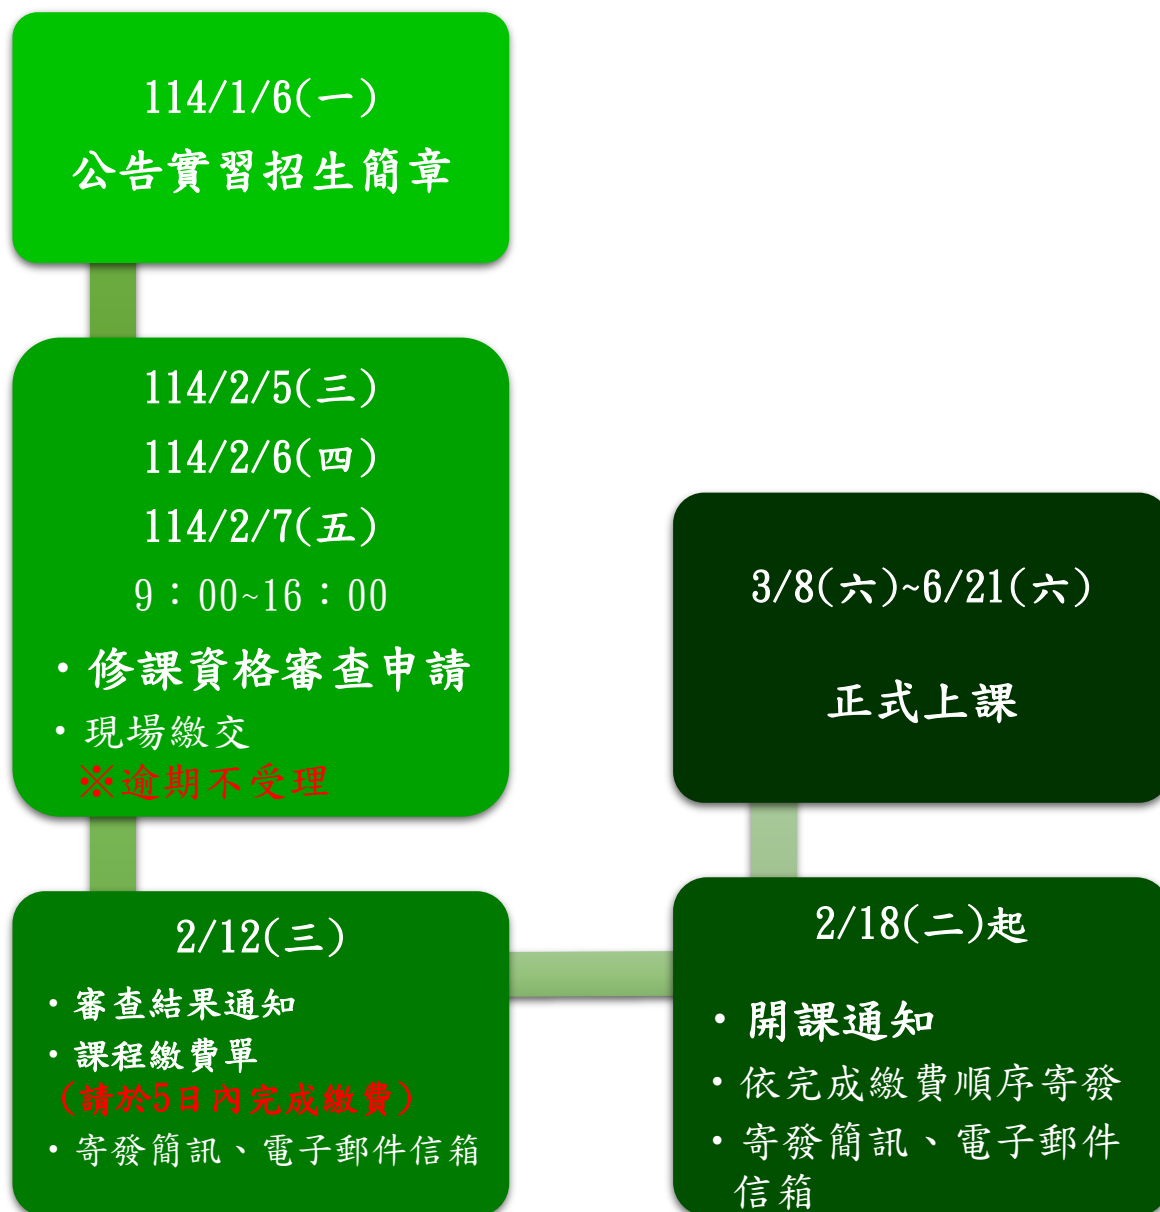 114/1/6(一)
公告實習招生簡章
114/2/5(三)
114/2/6(四)
114/2/7(五)
9：00~16：00
・修課資格審查申請
・現場繳交
※逾期不受理
2/12(三)
・審查結果通知
・課程繳費單
(請於5日內完成繳費)
・寄發簡訊、電子郵件信箱
2/18(二)起
・開課通知
・依完成繳費順序寄發
・寄發簡訊、電子郵件
信箱
3/8(六)~6/21(六)
正式上課